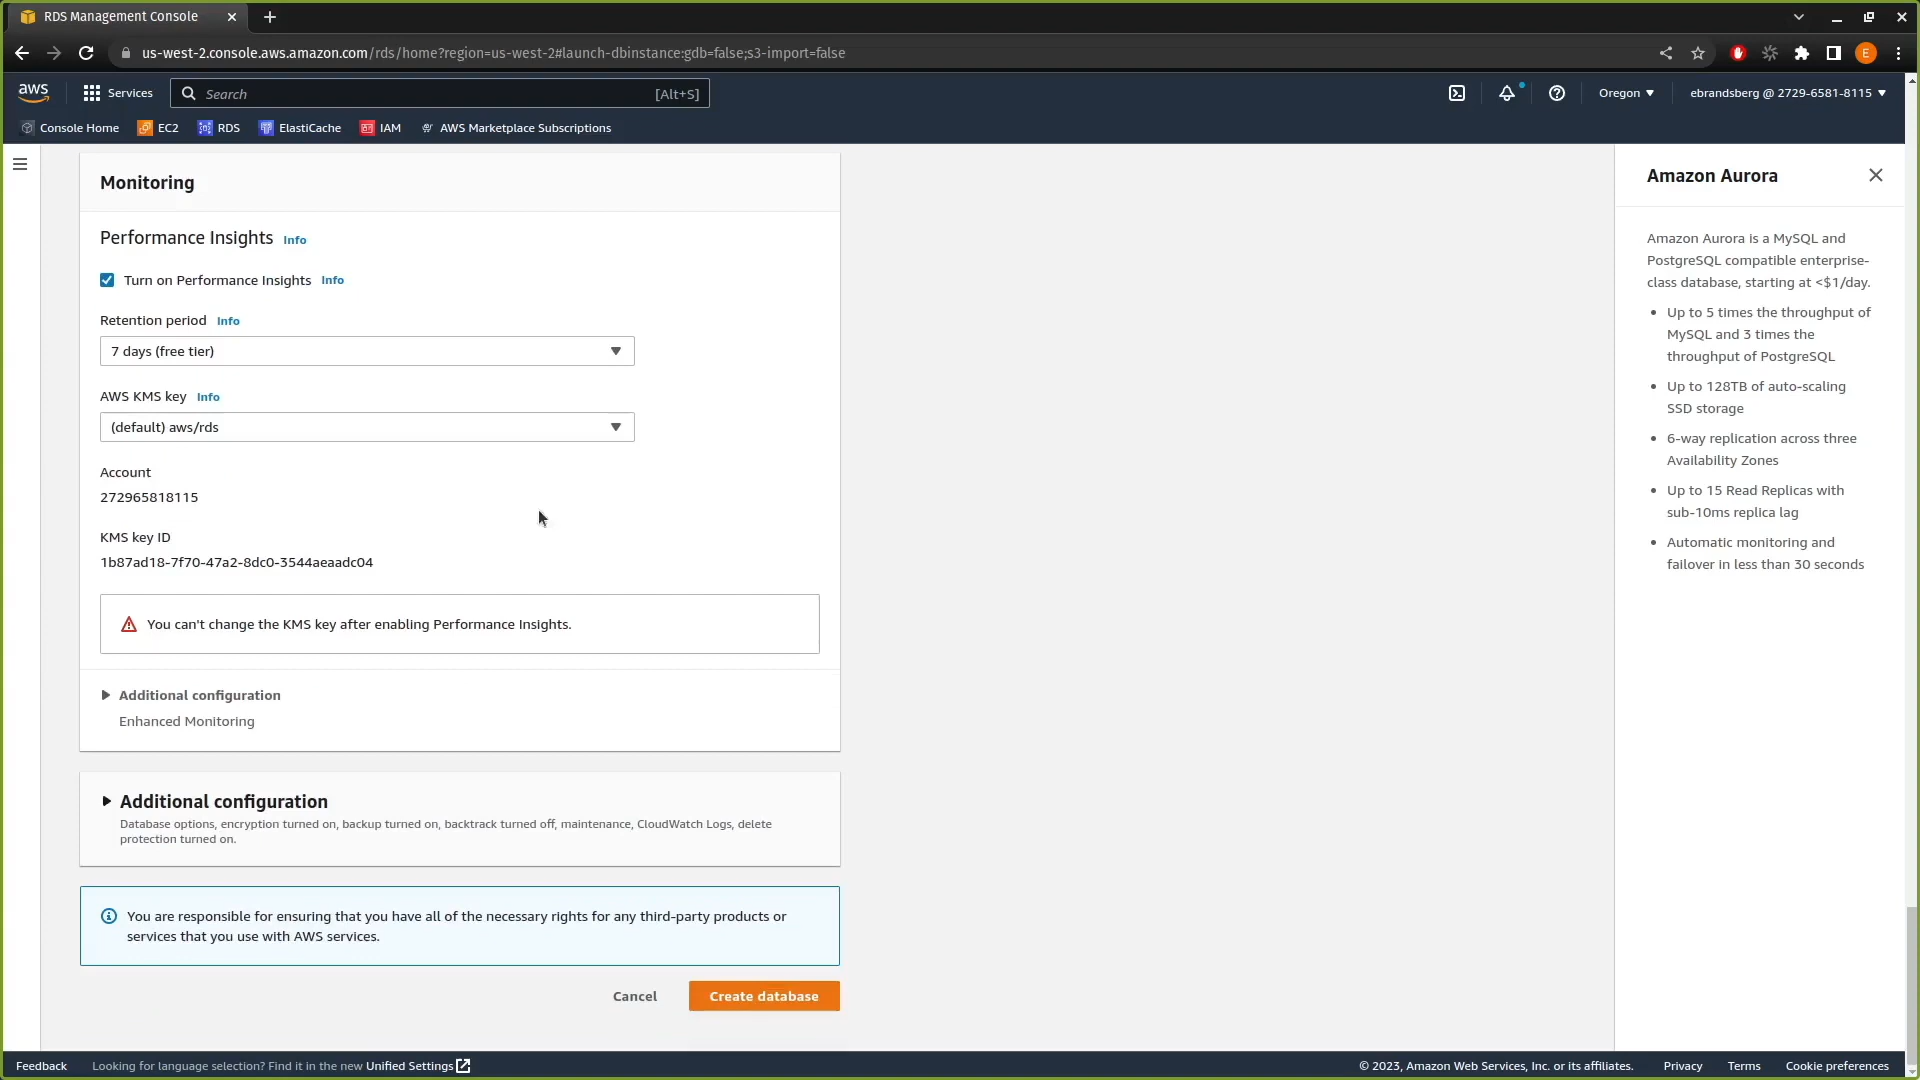 RDS Management Console
us-west-2.console.aws.amazon.com/rds/home?region=us-west-2#launch-dbinstance:gdb=false;s3-import=false
E
aws
Services
Search
[Alt+S]
Oregon
ebrandsberg @ 2729-6581-8115
Console Home
EC2
RDS
ElastiCache
IAM
AWS Marketplace Subscriptions
Monitoring
Performance Insights Info
Turn on Performance Insights Info
Retention period Info
7 days (free tier)
AWS KMS key Info
(default) aws/rds
Account
272965818115
KMS key ID
1b87ad18-7f70-47a2-8dc0-3544aeaadc04
You can't change the KMS key after enabling Performance Insights.
Additional configuration
Enhanced Monitoring
Additional configuration
Database options, encryption turned on, backup turned on, backtrack turned off, maintenance, CloudWatch Logs, delete
protection turned on.
You are responsible for ensuring that you have all of the necessary rights for any third-party products or
services that you use with AWS services.
Cancel
Create database
Amazon Aurora
Amazon Aurora is a MySQL and
PostgreSQL compatible enterprise-
class database, starting at <$1/day.
• Up to 5 times the throughput of
MySQL and 3 times the
throughput of PostgreSQL
• Up to 128TB of auto-scaling
SSD storage
• 6-way replication across three
Availability Zones
• Up to 15 Read Replicas with
sub-10ms replica lag
• Automatic monitoring and
failover in less than 30 seconds
Feedback
Looking for language selection? Find it in the new Unified Settings
© 2023, Amazon Web Services, Inc. or its affiliates.
Privacy
Terms
Cookie preferences